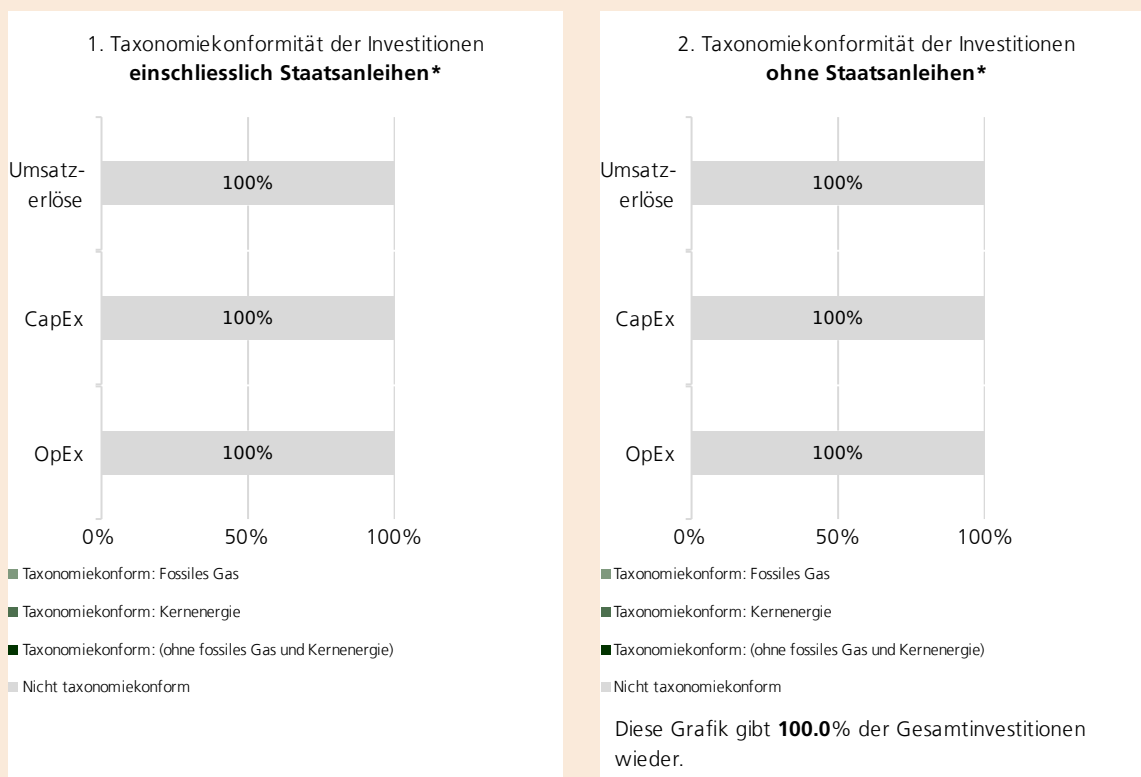 1. Taxonomiekonformität der Investitionen
einschliesslich Staatsanleihen*
Umsatz-
erlöse
100%
CapEx
100%
OpEx
100%
0%
50%
100%
Taxonomiekonform: Fossiles Gas
Taxonomiekonform: Kernenergie
Taxonomiekonform: (ohne fossiles Gas und Kernenergie)
Nicht taxonomiekonform
2. Taxonomiekonformität der Investitionen
ohne Staatsanleihen*
Umsatz-
erlöse
100%
CapEx
100%
OpEx
100%
0%
50%
100%
Taxonomiekonform: Fossiles Gas
Taxonomiekonform: Kernenergie
Taxonomiekonform: (ohne fossiles Gas und Kernenergie)
Nicht taxonomiekonform
Diese Grafik gibt 100.0% der Gesamtinvestitionen
wieder.